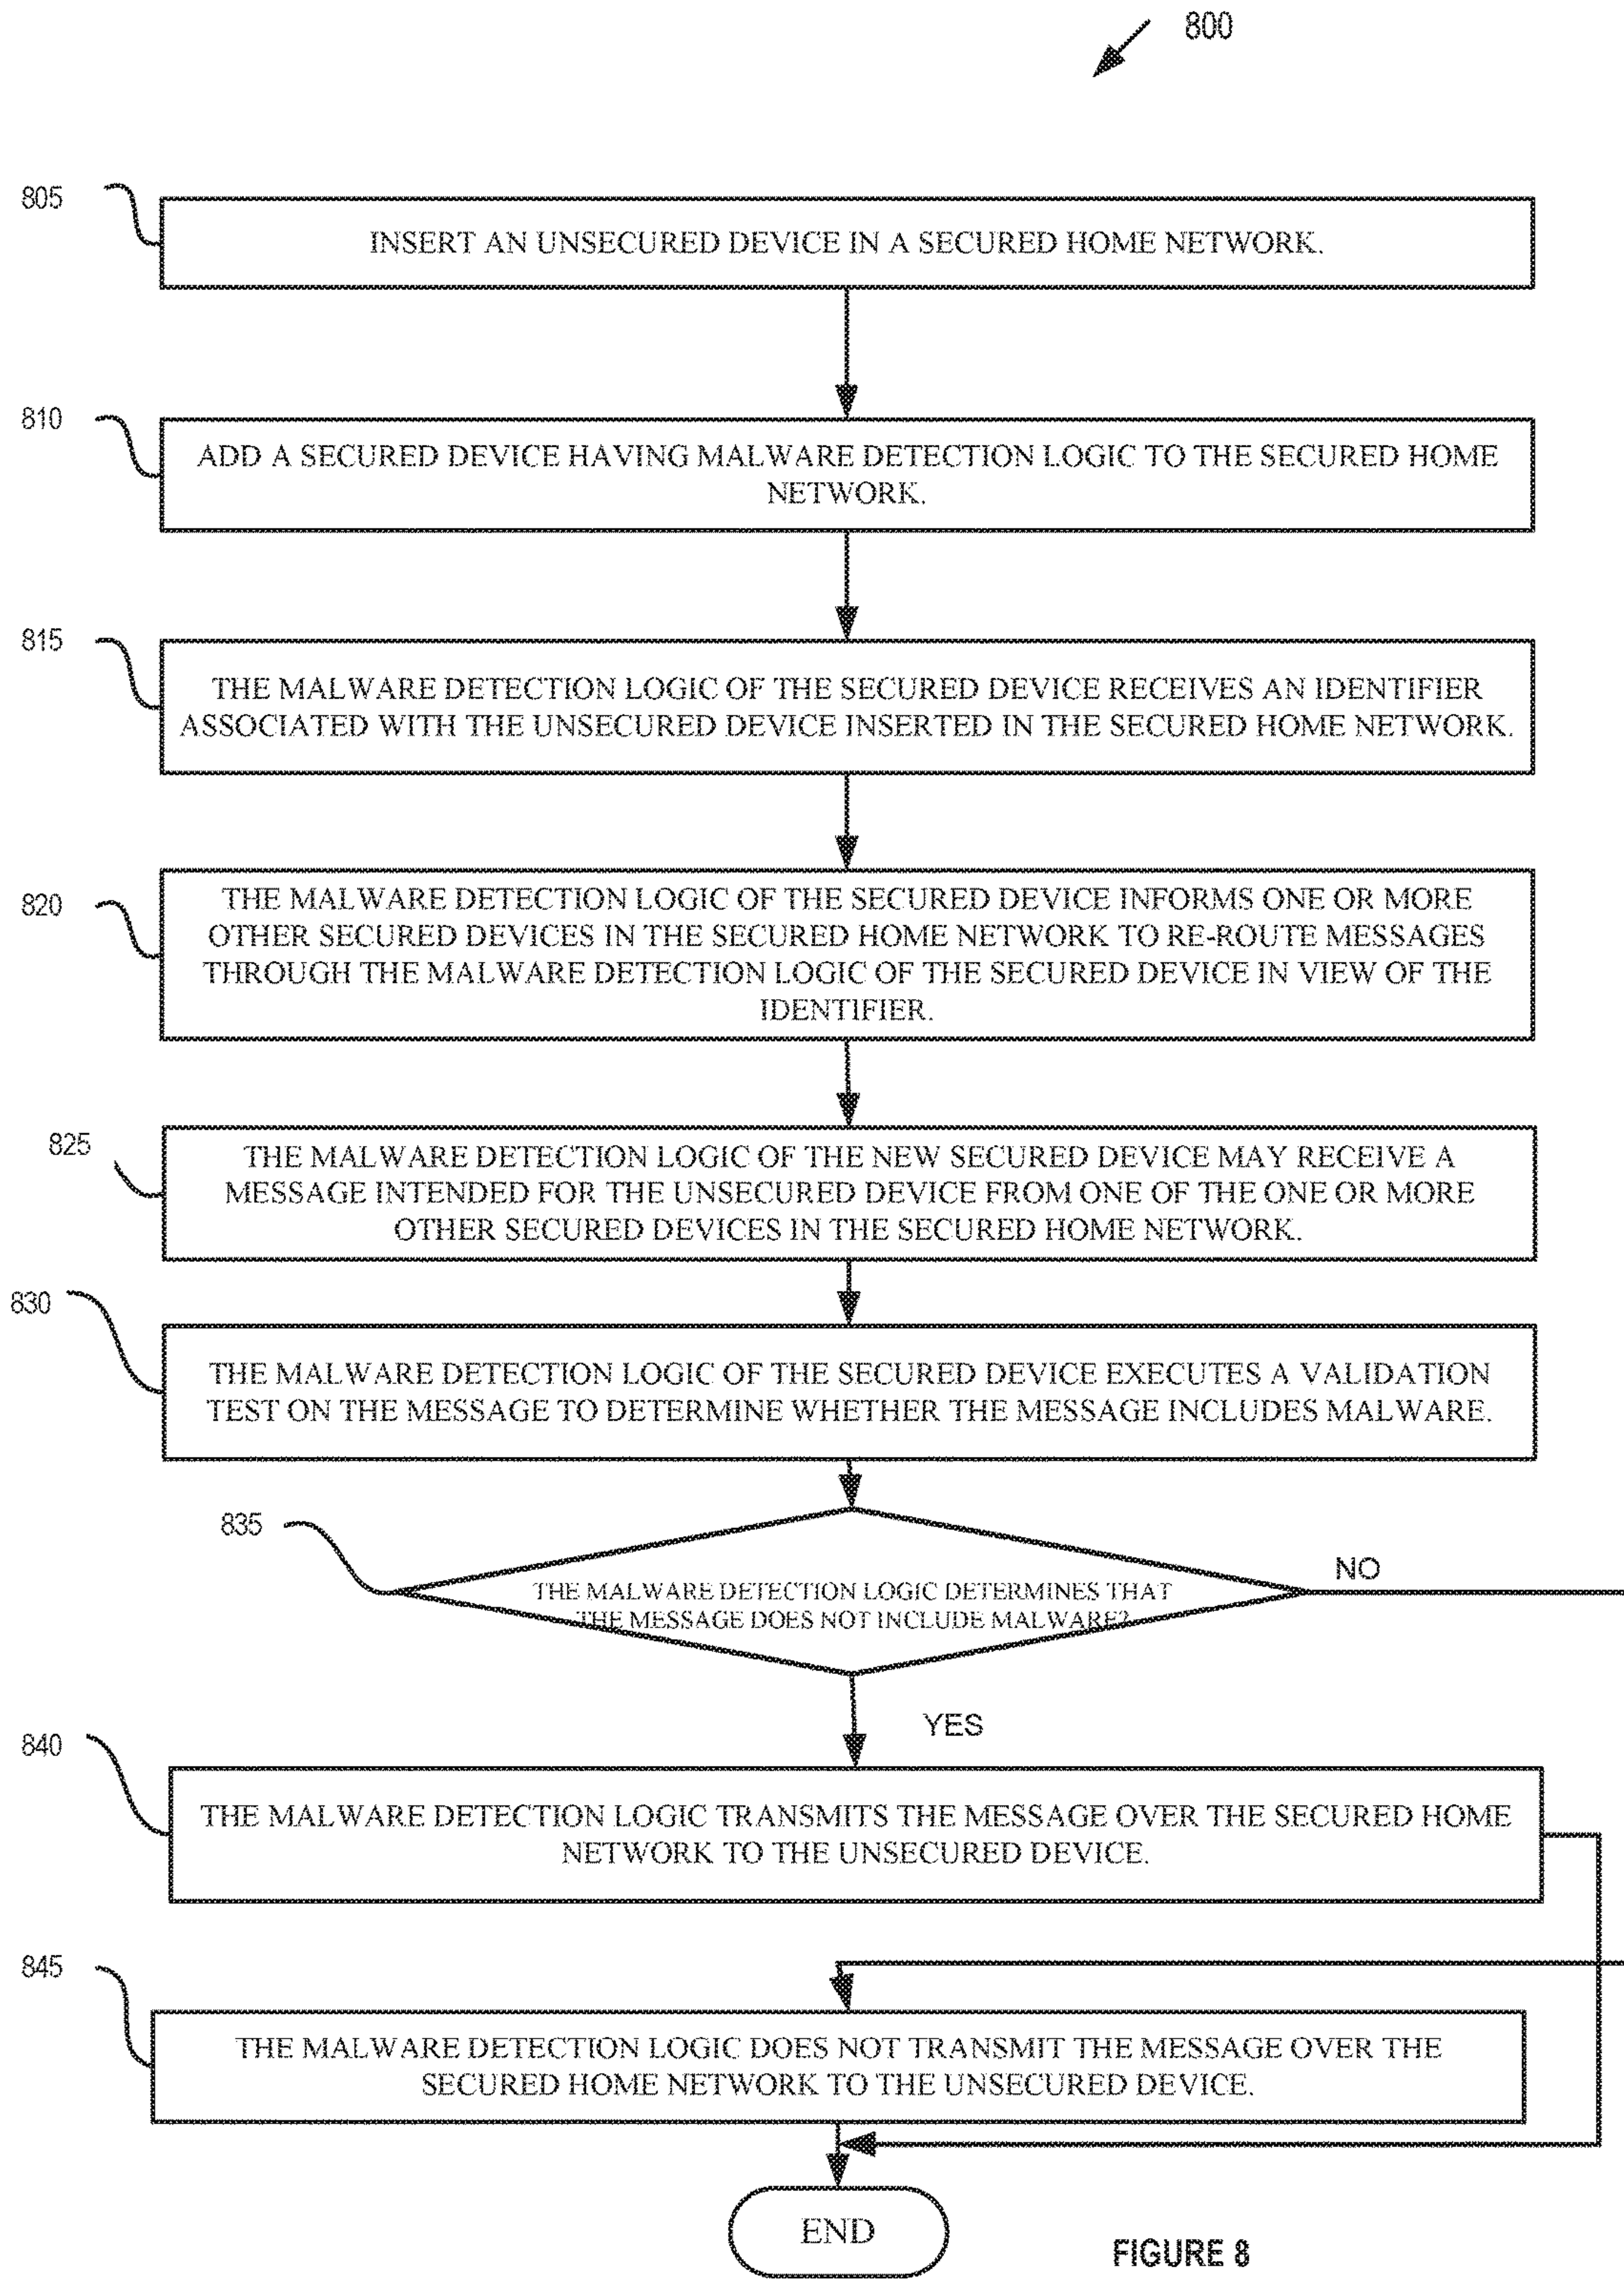 800
805
INSERT AN UNSECURED DEVICE IN A SECURED HOME NETWORK.
810
ADD A SECURED DEVICE HAVING MALWARE DETECTION LOGIC TO THE SECURED HOME
NETWORK.
815
THE MALWARE DETECTION LOGIC OF THE SECURED DEVICE RECEIVES AN IDENTIFIER
ASSOCIATED WITH THE UNSECURED DEVICE INSERTED IN THE SECURED HOME NETWORK.
820
THE MALWARE DETECTION LOGIC OF THE SECURED DEVICE INFORMS ONE OR MORE
OTHER SECURED DEVICES IN THE SECURED HOME NETWORK TO RE-ROUTE MESSAGES
THROUGH THE MALWARE DETECTION LOGIC OF THE SECURED DEVICE IN VIEW OF THE
IDENTIFIER.
825
THE MALWARE DETECTION LOGIC OF THE NEW SECURED DEVICE MAY RECEIVE A
MESSAGE INTENDED FOR THE UNSECURED DEVICE FROM ONE OF THE ONE OR MORE
OTHER SECURED DEVICES IN THE SECURED HOME NETWORK.
830
THE MALWARE DETECTION LOGIC OF THE SECURED DEVICE EXECUTES A VALIDATION
TEST ON THE MESSAGE TO DETERMINE WHETHER THE MESSAGE INCLUDES MALWARE.
835
THE MALWARE DETECTION LOGIC DETERMINES THAT
THE MESSAGE DOES NOT INCLUDE MALWARE?
NO
YES
840
THE MALWARE DETECTION LOGIC TRANSMITS THE MESSAGE OVER THE SECURED HOME
NETWORK TO THE UNSECURED DEVICE.
845
THE MALWARE DETECTION LOGIC DOES NOT TRANSMIT THE MESSAGE OVER THE
SECURED HOME NETWORK TO THE UNSECURED DEVICE.
END
FIGURE 8